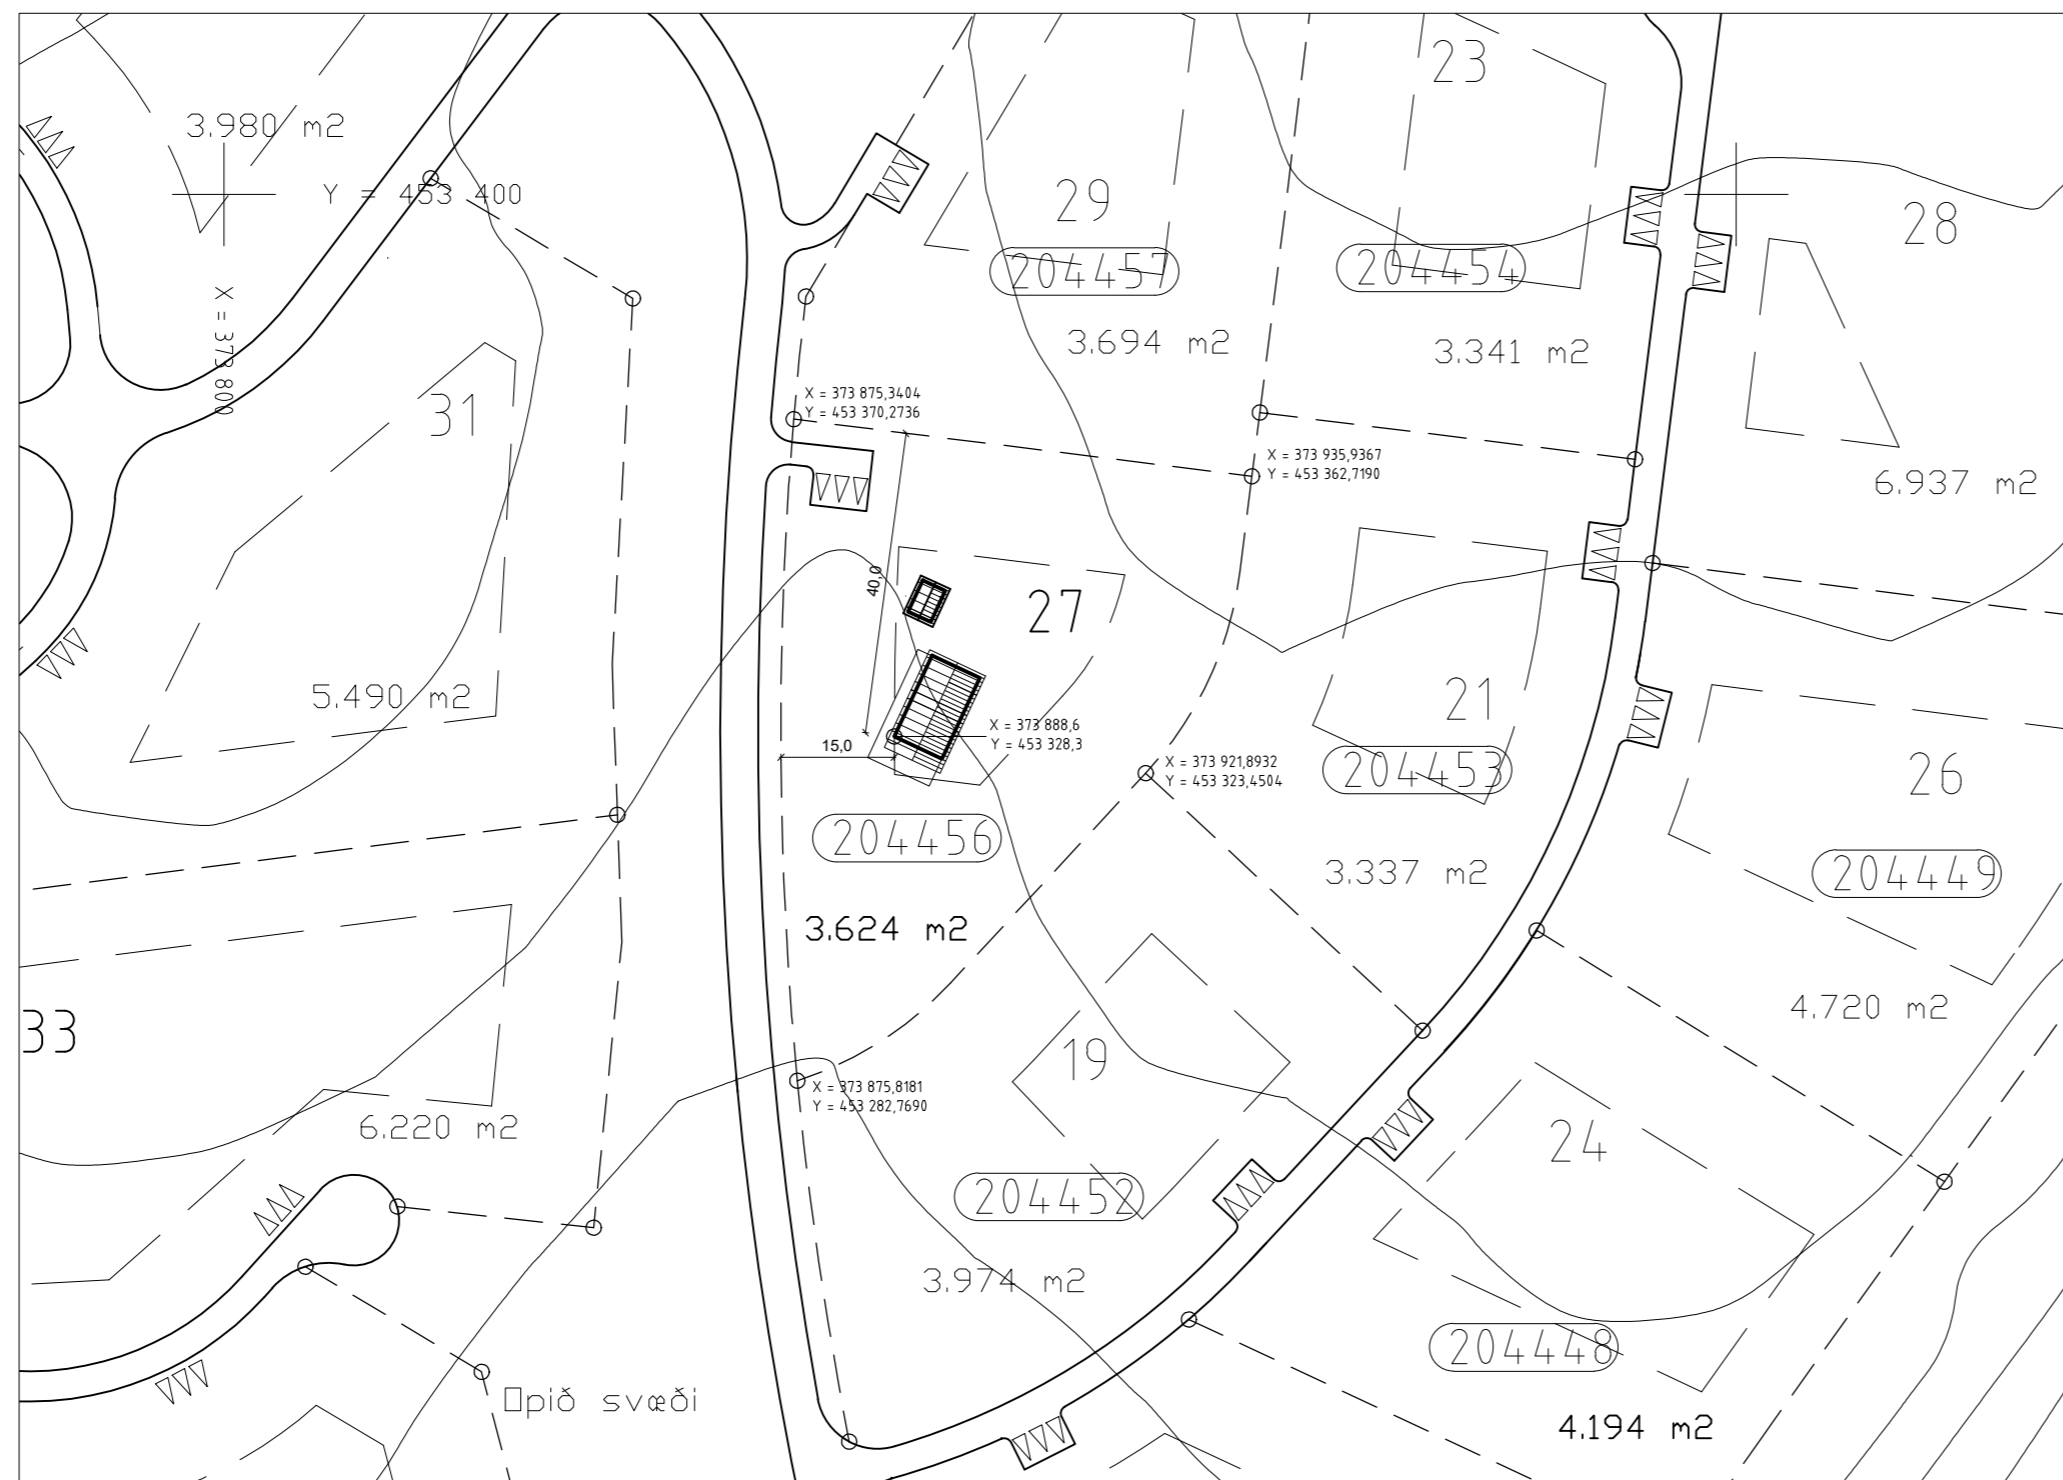 23
3.980 m2
Y = 453 400
X = 373 800
29
28
204457
204454
3.694 m2
3.341 m2
31
X = 373 875,3404
Y = 453 370,2736
X = 373 935,9367
Y = 453 362,7190
6.937 m2
40,0
27
5.490 m2
21
X = 373 888,6
Y = 453 328,3
15,0
X = 373 921,8932
Y = 453 323,4504
204453
26
204456
3.337 m2
204449
3.624 m2
4.720 m2
33
19
X = 373 875,8181
Y = 453 282,7690
6.220 m2
24
204452
3.974 m2
204448
□pið svæði
4.194 m2